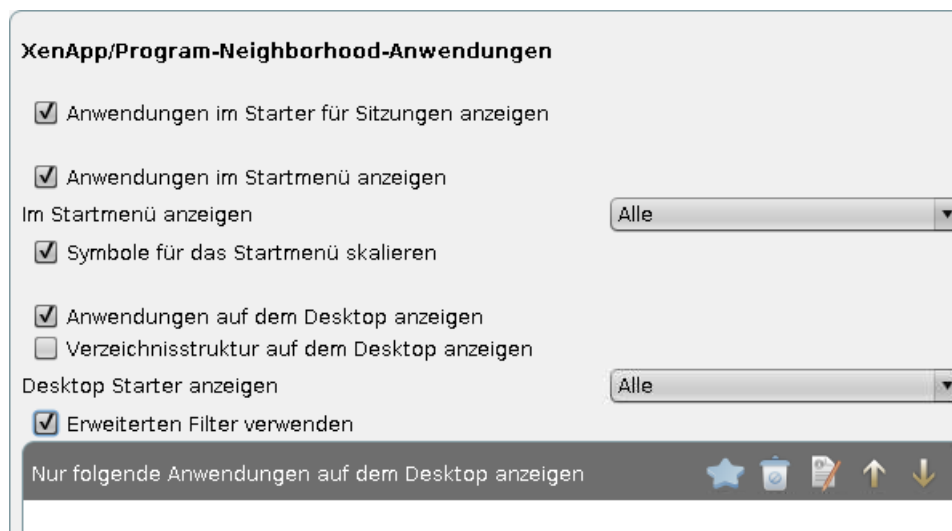 XenApp/Program-Neighborhood-Anwendungen
Anwendungen im Starter für Sitzungen anzeigen
Anwendungen im Startmenü anzeigen
Im Startmenü anzeigen Alle
Symbole für das Startmenü skalieren
Anwendungen auf dem Desktop anzeigen
Verzeichnisstruktur auf dem Desktop anzeigen
Desktop Starter anzeigen Alle
Erweiterten Filter verwenden
Nur folgende Anwendungen auf dem Desktop anzeigen